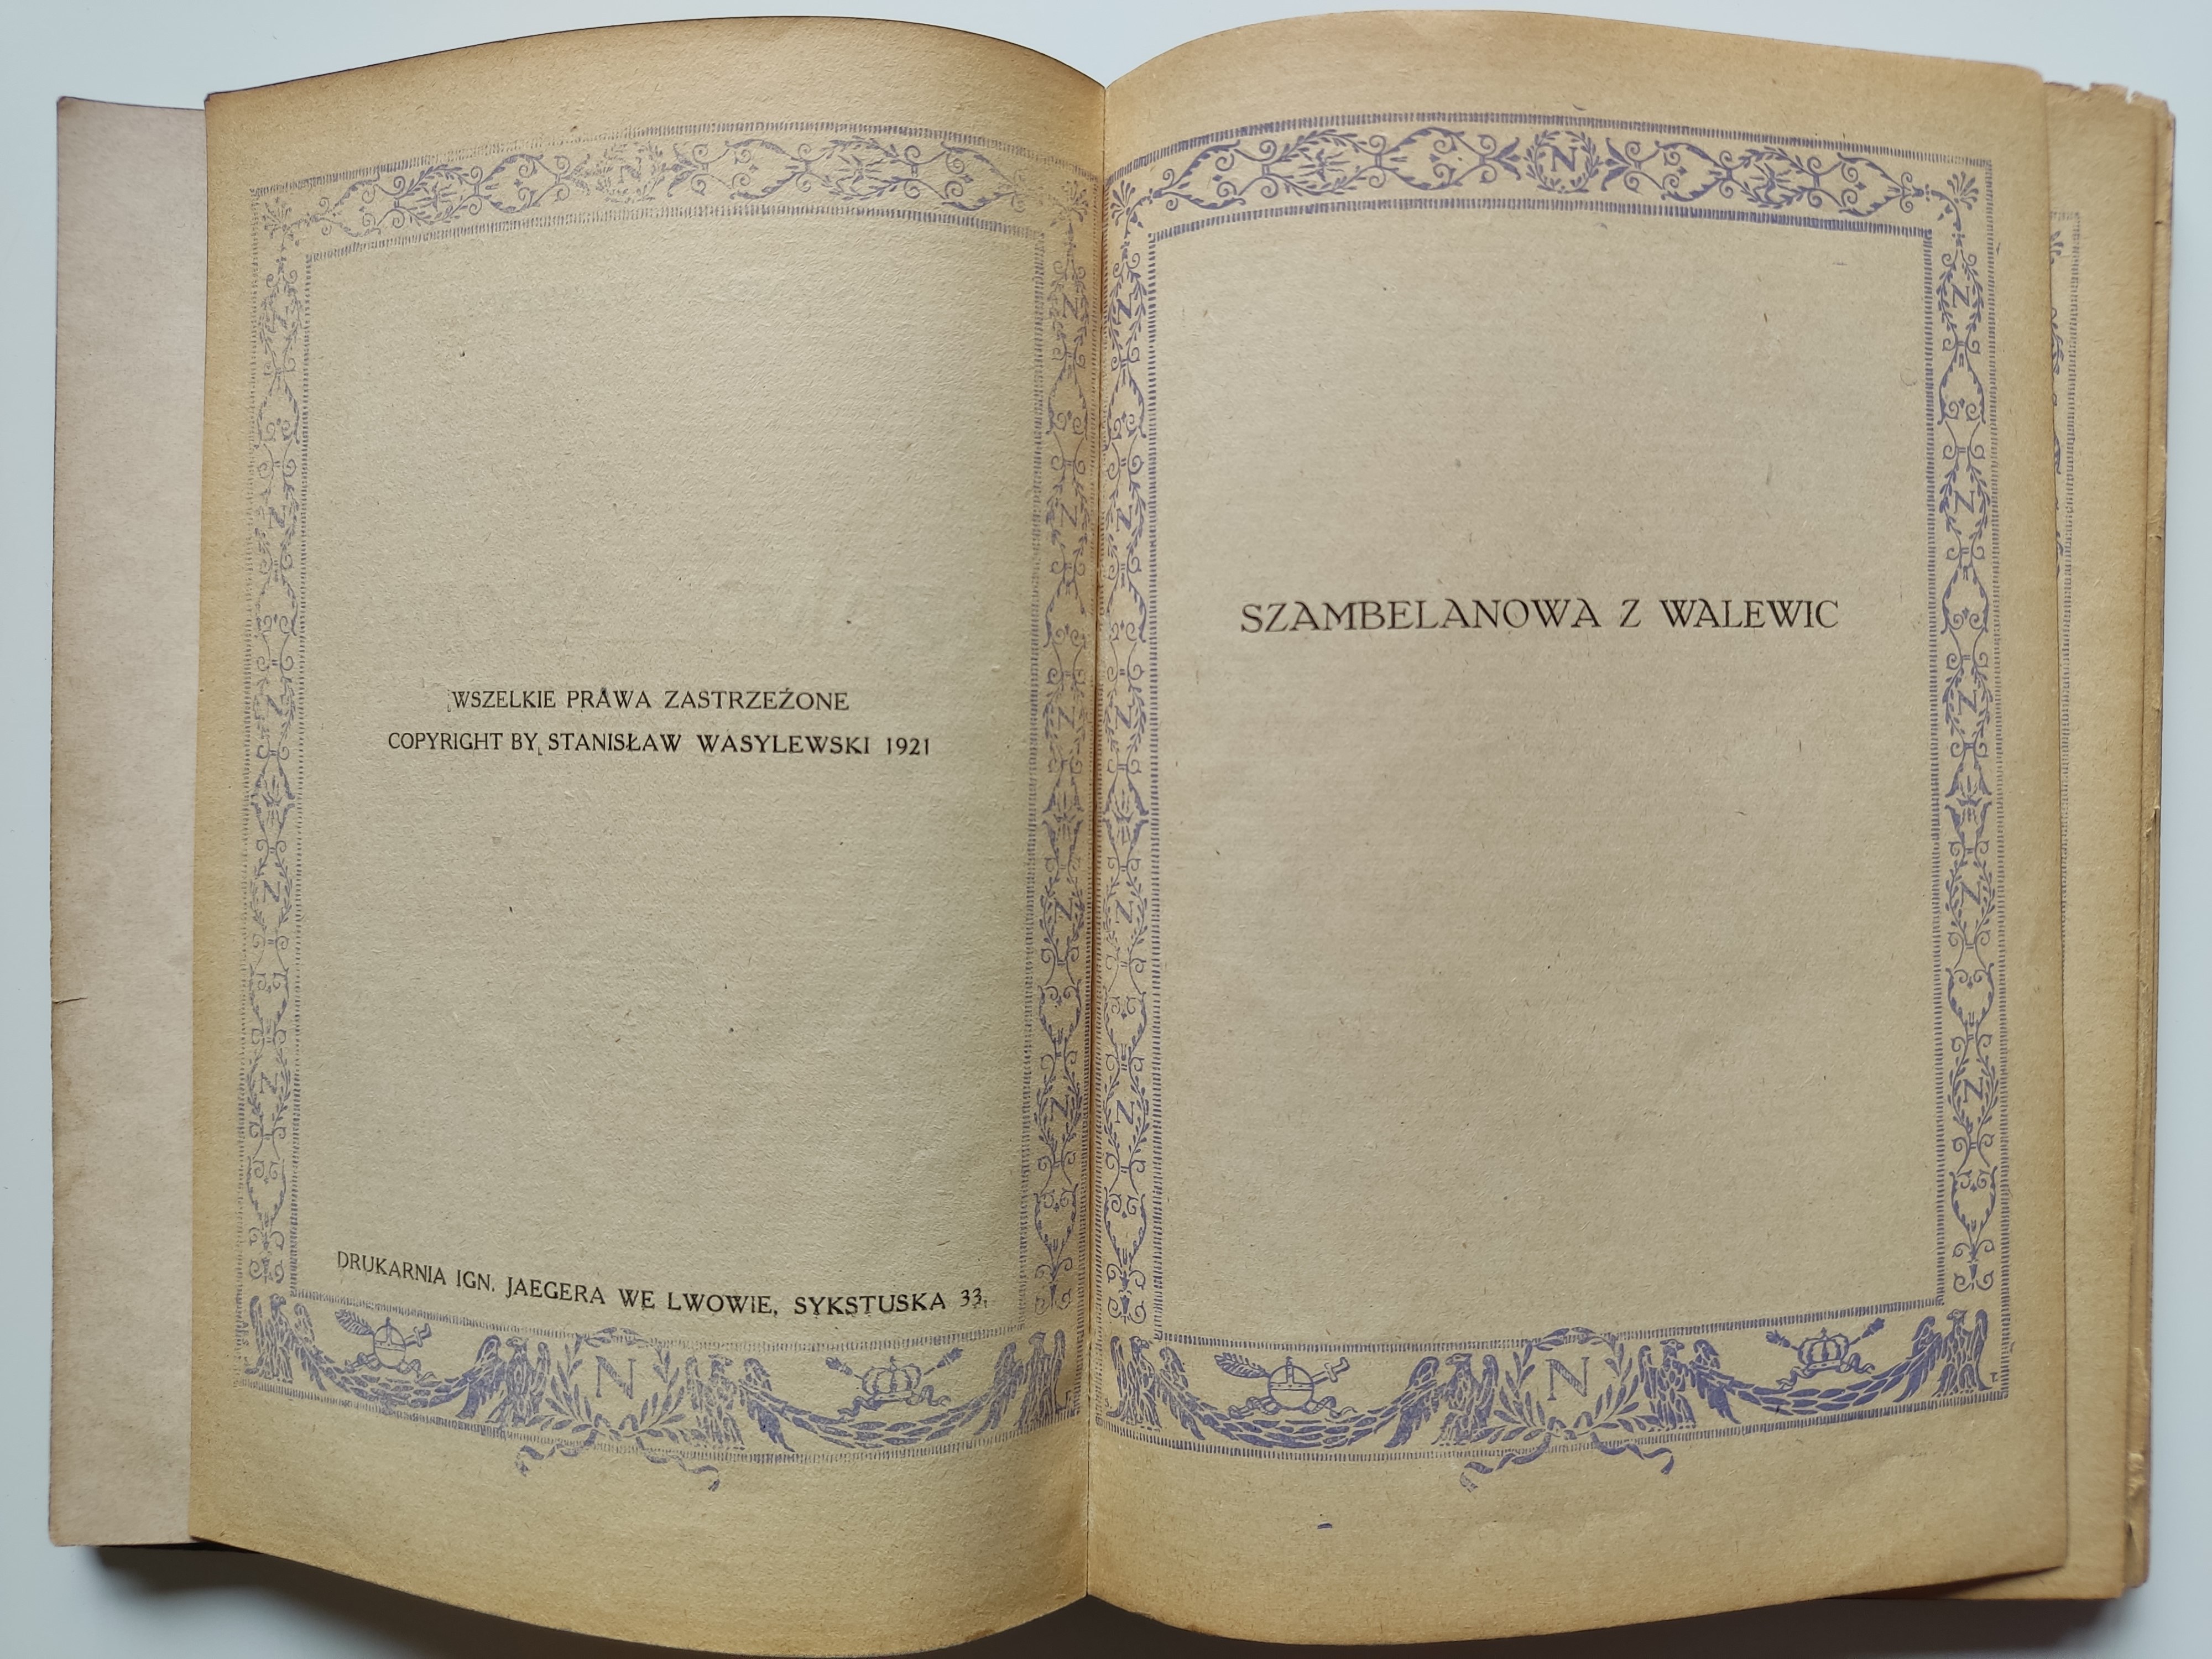 WSZELKIE PRAWA ZASTRZEŻONE
COPYRIGHT BY STANISŁAW WASYLEWSKI 1921
DRUKARNIA IGN. JAEGERA WE LWOWIE, SYKSTUSKA 33.
N
N
SZAMBELANOWA Z WALEWIC
N